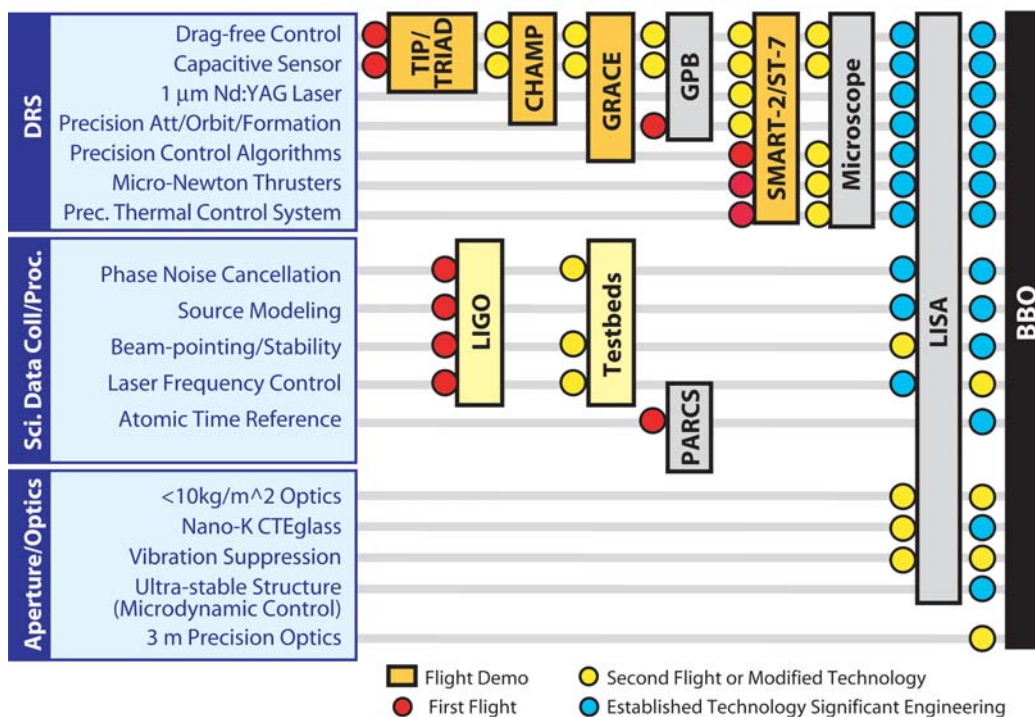 DRS
Drag-free Control
Capacitive Sensor
1 μm Nd:YAG Laser
Precision Att/Orbit/Formation
Precision Control Algorithms
Micro-Newton Thrusters
Prec. Thermal Control System
TIP/
TRIAD
CHAMP
GRACE
GPB
SMART-2/ST-7
Microscope
LISA
BBO
Sci. Data Coll/Proc.
Phase Noise Cancellation
Source Modeling
Beam-pointing/Stability
Laser Frequency Control
Atomic Time Reference
LIGO
Testbeds
PARCS
Aperture/Optics
<10kg/m^2 Optics
Nano-K CTEglass
Vibration Suppression
Ultra-stable Structure
(Microdynamic Control)
3 m Precision Optics
Flight Demo
First Flight
Second Flight or Modified Technology
Established Technology Significant Engineering